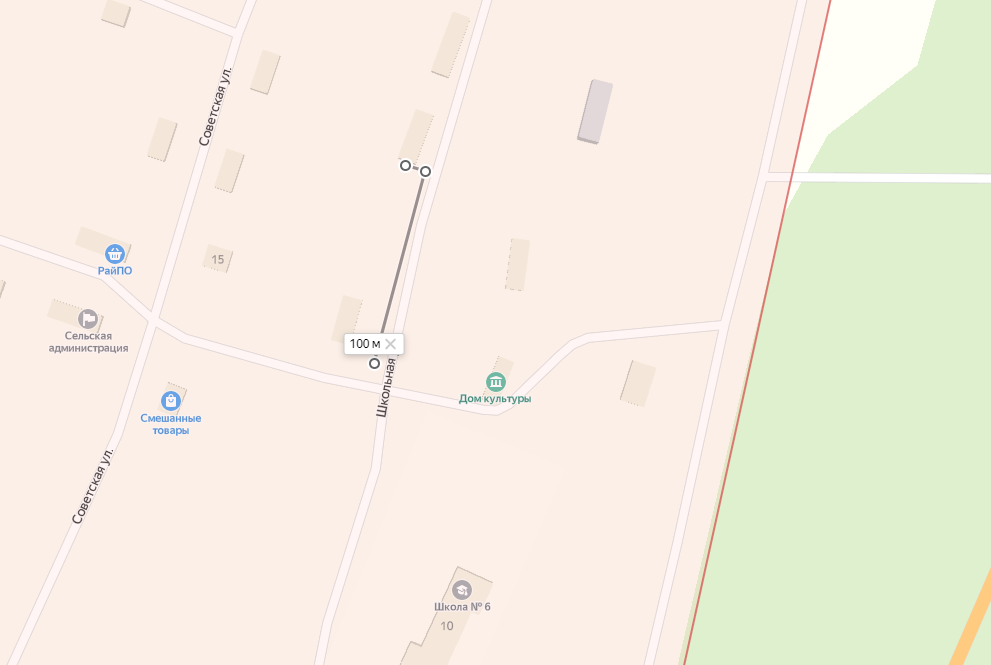 Советская ул.
15
РайПО
Сельская
администрация
100 м
Школьная
Дом культуры
Смешанные
товары
Советская ул.
Школа № 6
10